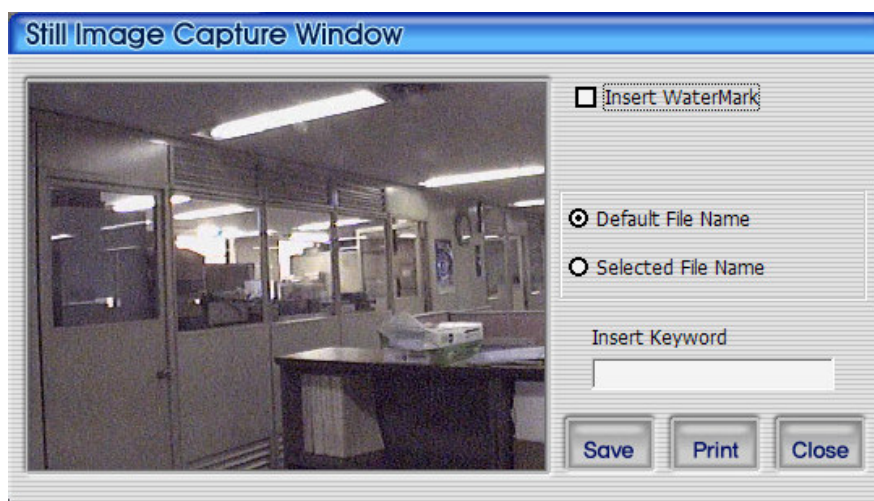 Still Image Capture Window
Insert WaterMark
Default File Name
Selected File Name
Insert Keyword
Save Print Close